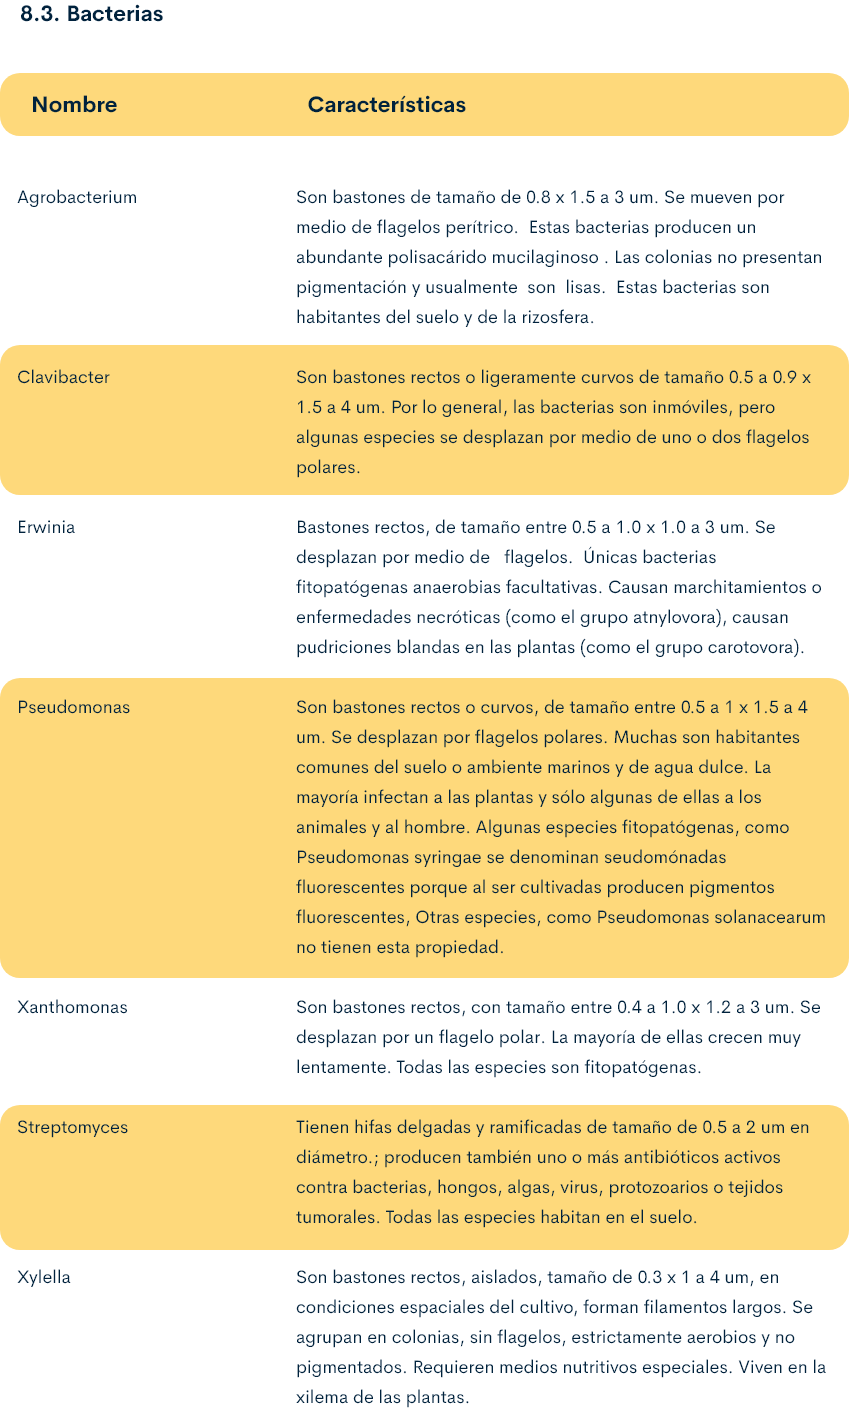 8.3. Bacterias
Nombre
Características
Agrobacterium
Son bastones de tamaño de 0.8 x 1.5 a 3 um. Se mueven por
medio de flagelos perítrico.  Estas bacterias producen un
abundante polisacárido mucilaginoso . Las colonias no presentan
pigmentación y usualmente  son  lisas.  Estas bacterias son
habitantes del suelo y de la rizosfera.
Clavibacter
Son bastones rectos o ligeramente curvos de tamaño 0.5 a 0.9 x
1.5 a 4 um. Por lo general, las bacterias son inmóviles, pero
algunas especies se desplazan por medio de uno o dos flagelos
polares.
Erwinia
Bastones rectos, de tamaño entre 0.5 a 1.0 x 1.0 a 3 um. Se
desplazan por medio de   flagelos.  Únicas bacterias
fitopatógenas anaerobias facultativas. Causan marchitamientos o
enfermedades necróticas (como el grupo atnylovora), causan
pudriciones blandas en las plantas (como el grupo carotovora).
Pseudomonas
Son bastones rectos o curvos, de tamaño entre 0.5 a 1 x 1.5 a 4
um. Se desplazan por flagelos polares. Muchas son habitantes
comunes del suelo o ambiente marinos y de agua dulce. La
mayoría infectan a las plantas y sólo algunas de ellas a los
animales y al hombre. Algunas especies fitopatógenas, como
Pseudomonas syringae se denominan seudomónadas
fluorescentes porque al ser cultivadas producen pigmentos
fluorescentes, Otras especies, como Pseudomonas solanacearum
no tienen esta propiedad.
Xanthomonas
Son bastones rectos, con tamaño entre 0.4 a 1.0 x 1.2 a 3 um. Se
desplazan por un flagelo polar. La mayoría de ellas crecen muy
lentamente. Todas las especies son fitopatógenas.
Streptomyces
Tienen hifas delgadas y ramificadas de tamaño de 0.5 a 2 um en
diámetro.; producen también uno o más antibióticos activos
contra bacterias, hongos, algas, virus, protozoarios o tejidos
tumorales. Todas las especies habitan en el suelo.
Xylella
Son bastones rectos, aislados, tamaño de 0.3 x 1 a 4 um, en
condiciones espaciales del cultivo, forman filamentos largos. Se
agrupan en colonias, sin flagelos, estrictamente aerobios y no
pigmentados. Requieren medios nutritivos especiales. Viven en la
xilema de las plantas.